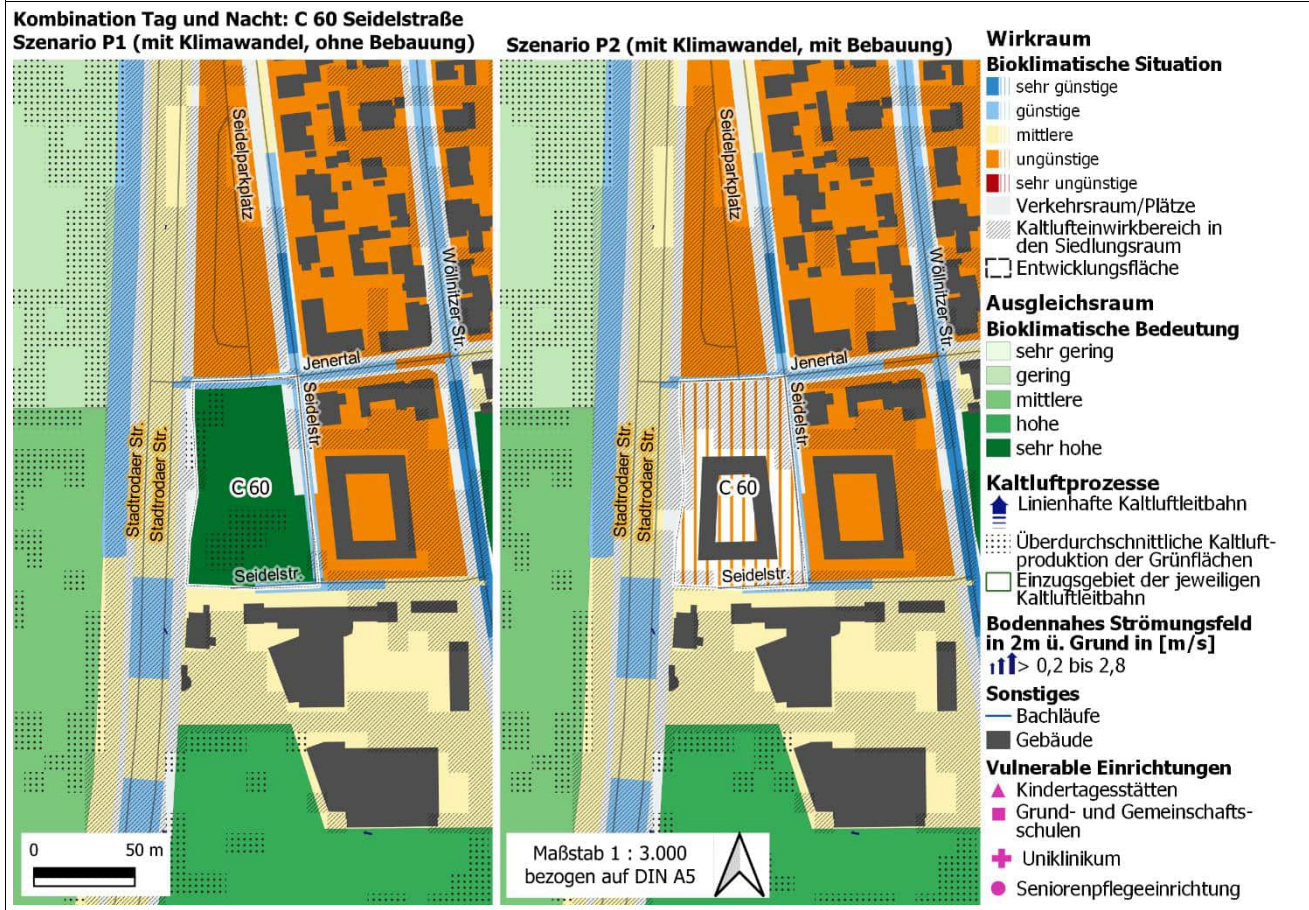 Kombination Tag und Nacht: C 60 Seidelstraße
Szenario P1 (mit Klimawandel, ohne Bebauung)
Szenario P2 (mit Klimawandel, mit Bebauung)
Seidelparkplatz
Wöllnitzer Str.
Jenertal
Seidelstr.
Stadtrodaer Str.
Stadtrodaer Str.
C 60
Seidelstr.
0 50 m
Seidelparkplatz
Wöllnitzer Str.
Jenertal
Seidelstr.
Stadtrodaer Str.
Stadtrodaer Str.
C 60
Seidelstr.
Maßstab 1 : 3.000
bezogen auf DIN A5
Wirkraum
Bioklimatische Situation
sehr günstige
günstige
mittlere
ungünstige
sehr ungünstige
Verkehrsraum/Plätze
Kaltlufteinwirkbereich in
den Siedlungsraum
Entwicklungsfläche
Ausgleichsraum
Bioklimatische Bedeutung
sehr gering
gering
mittlere
hohe
sehr hohe
Kaltluftprozesse
Linienhafte Kaltluftleitbahn
Überdurchschnittliche Kaltluft-
produktion der Grünflächen
Einzugsgebiet der jeweiligen
Kaltluftleitbahn
Bodennahes Strömungsfeld
in 2m ü. Grund in [m/s]
> 0,2 bis 2,8
Sonstiges
Bachläufe
Gebäude
Vulnerable Einrichtungen
Kindertagesstätten
Grund- und Gemeinschafts-
schulen
Uniklinikum
Seniorenpflegeeinrichtung